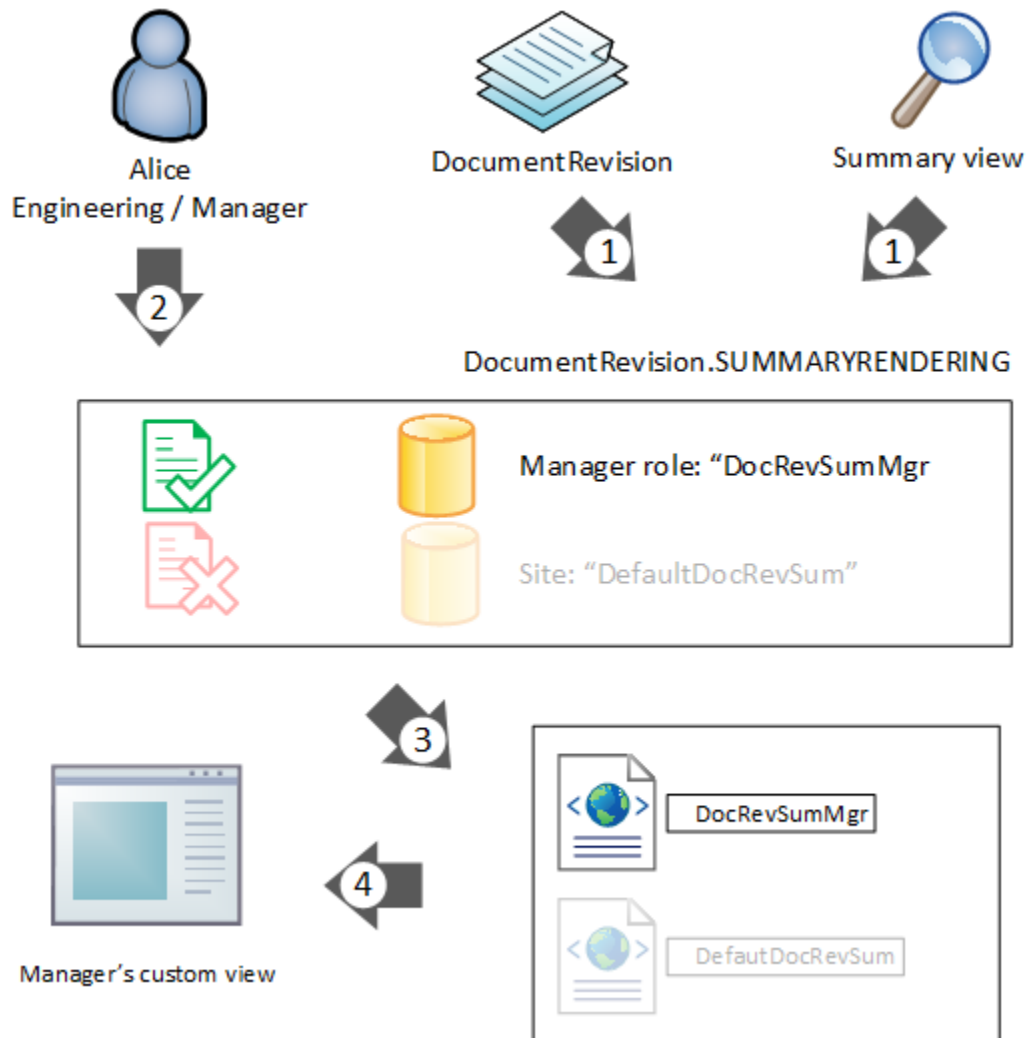 Alice
Engineering / Manager
DocumentRevision
Summary view
1
1
2
DocumentRevision.SUMMARYRENDERING
Manager role: “DocRevSumMgr
Site: “DefaultDocRevSum”
3
DocRevSumMgr
4
DefautDocRevSum
Manager’s custom view